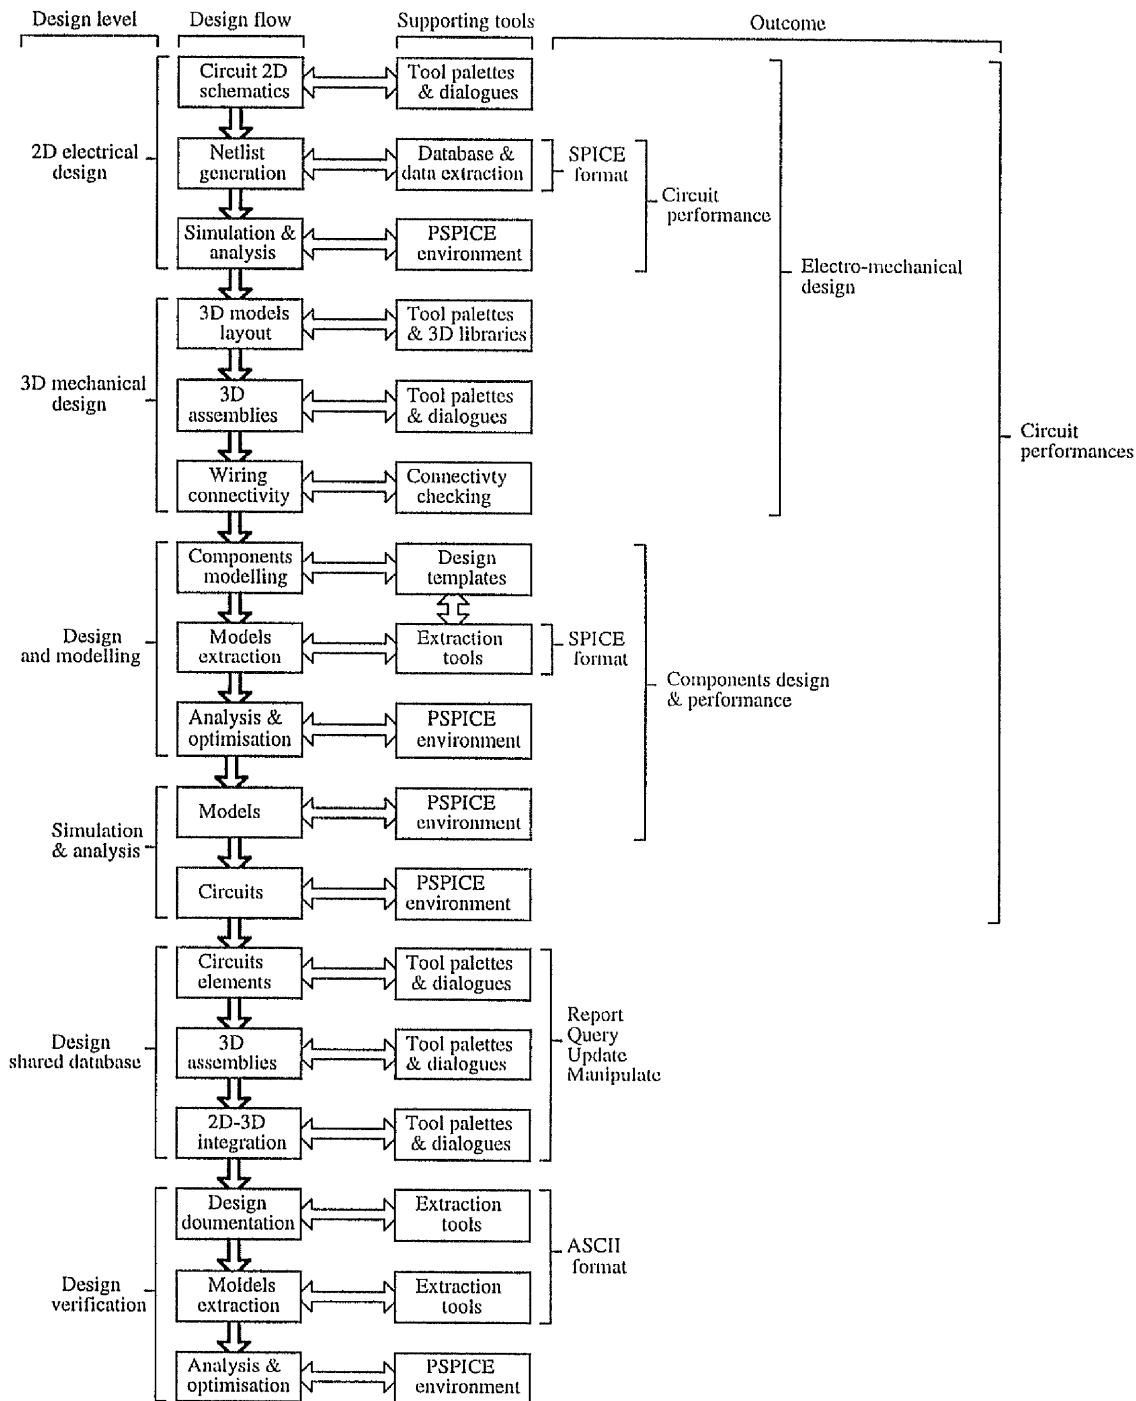 Design level
Design flow
Supporting tools
Outcome
Circuit 2D
schematics
Tool palettes
& dialogues
2D electrical
design
Netlist
generation
Database &
data extraction
SPICE
format
Circuit
performance
Simulation &
analysis
PSPICE
environment
Electro-mechanical
design
3D models
layout
Tool palettes
& 3D libraries
3D mechanical
design
3D
assemblies
Tool palettes
& dialogues
Circuit
performances
Wiring
connectivity
Connectivty
checking
Components
modelling
Design
templates
Design
and modelling
Models
extraction
Extraction
tools
SPICE
format
Components design
& performance
Analysis &
optimisation
PSPICE
environment
Simulation
& analysis
Models
PSPICE
environment
Circuits
PSPICE
environment
Circuits
elements
Tool palettes
& dialogues
Design
shared database
3D
assemblies
Tool palettes
& dialogues
Report
Query
Update
Manipulate
2D-3D
integration
Tool palettes
& dialogues
Design
doumentation
Extraction
tools
ASCII
format
Design
verification
Moldels
extraction
Extraction
tools
Analysis &
optimisation
PSPICE
environment